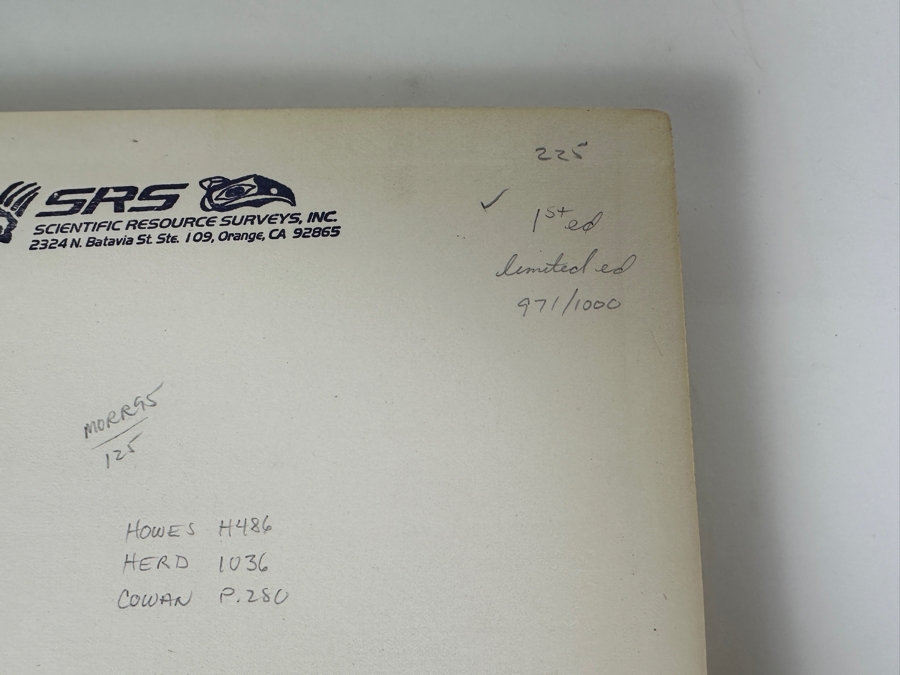 225
SRS
SCIENTIFIC RESOURCE SURVEYS, INC.
2324 N. Batavia St. Ste. 109, Orange, CA 92865
✓
1st ed
limited ed
971/1000
MORR95
125
HOWES H486
HERD 1036
COWAN P.280